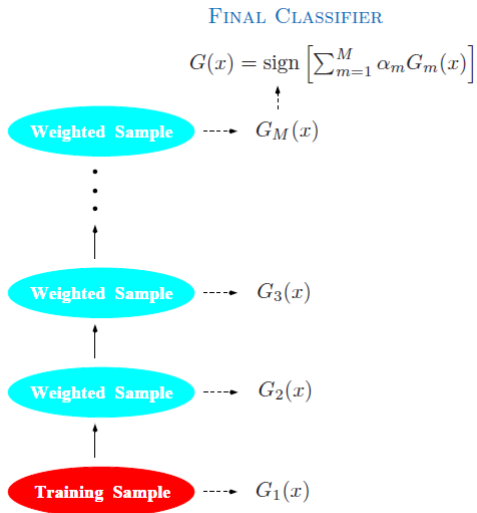 FINAL CLASSIFIER
G(x) = sign [∑_{m=1}^{M} α_m G_m(x)]
Weighted Sample G_M(x)
Weighted Sample G_3(x)
Weighted Sample G_2(x)
Training Sample G_1(x)